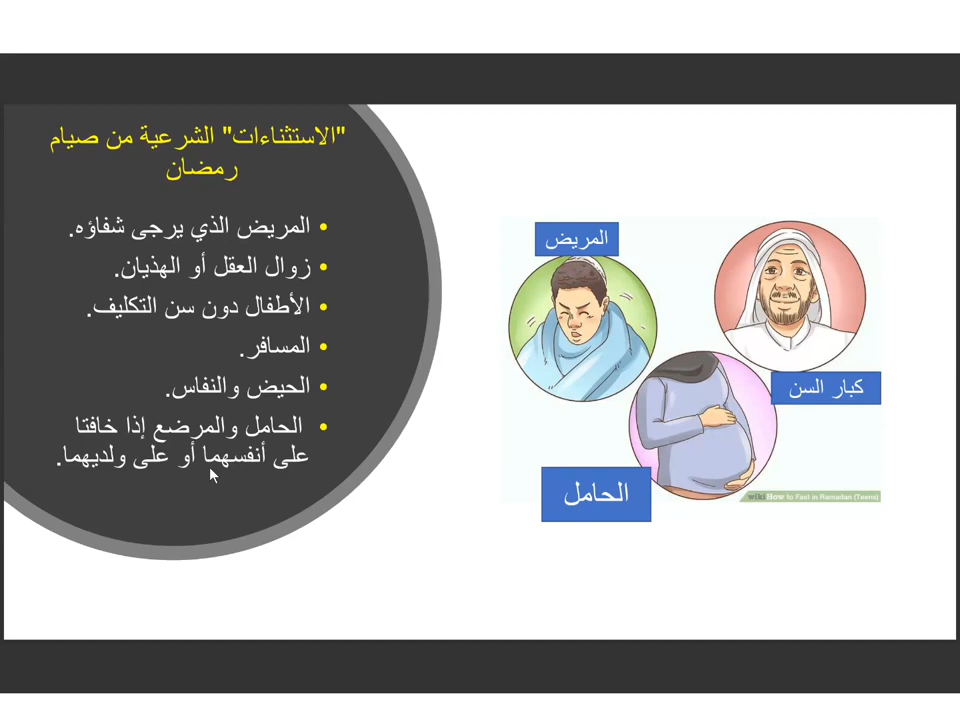 "الاستثناءات" الشرعية من صيام
رمضان
• المريض الذي يرجى شفاؤه.
• زوال العقل أو الهذيان.
• الأطفال دون سن التكليف.
• المسافر.
• الحيض والنفاس.
• الحامل والمرضع إذا خافتا
على أنفسهما أو على ولديهما.
المريض
كبار السن
الحامل
wikiHow to Fast in Ramadan (Teens)